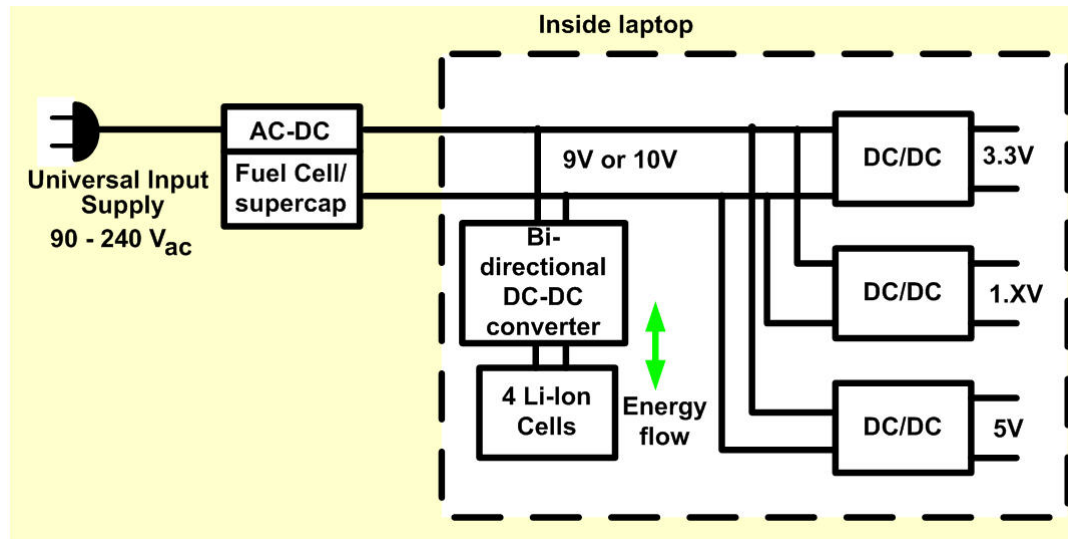 Inside laptop
AC-DC
Fuel Cell/
supercap
Universal Input
Supply
90 - 240 Vac
9V or 10V
Bi-
directional
DC-DC
converter
4 Li-Ion
Cells
Energy
flow
DC/DC
3.3V
DC/DC
1.XV
DC/DC
5V